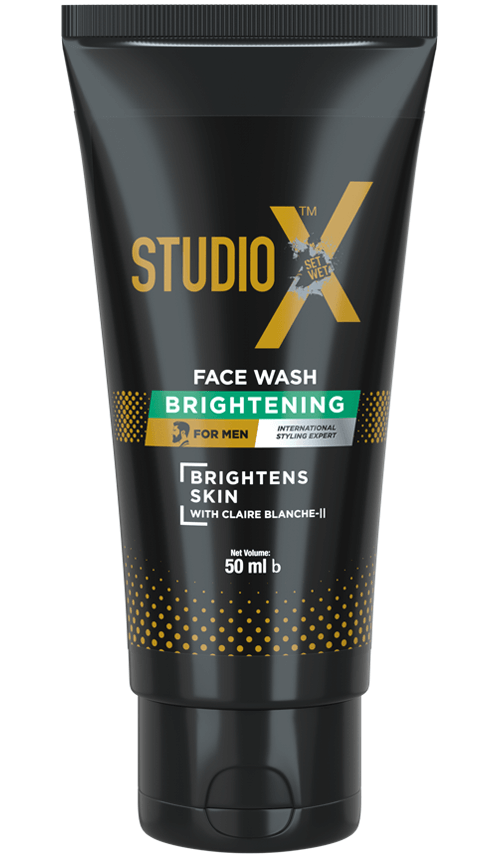 STUDIO X™
SET
WET
FACE WASH
BRIGHTENING
FOR MEN
INTERNATIONAL
STYLING EXPERT
BRIGHTENS
SKIN
WITH CLAIRE BLANCHE-II
Net Volume:
50 ml b